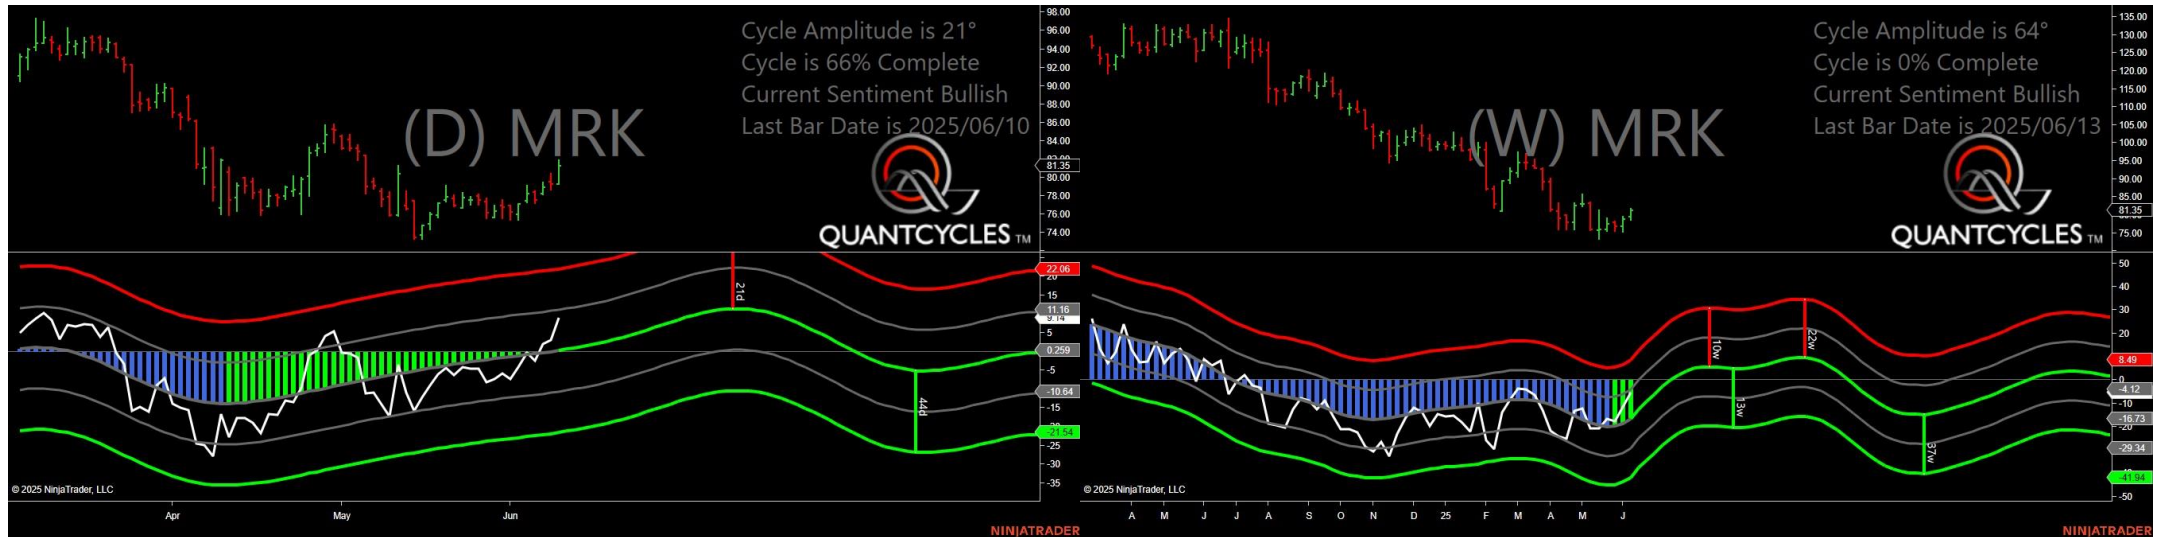 Cycle Amplitude is 21°
Cycle is 66% Complete
Current Sentiment Bullish
Last Bar Date is 2025/06/10
(D) MRK
QUANTCYCLES TM
98.00
96.00
94.00
92.00
90.00
88.00
86.00
84.00
82.00
81.35
80.00
78.00
76.00
74.00
21d
44d
22.06
20
15
11.16
9.14
5
0.259
-5
-10.64
-15
-21.54
-25
-30
-35
© 2025 NinjaTrader, LLC
Apr May Jun
NINJATRADER
Cycle Amplitude is 64°
Cycle is 0% Complete
Current Sentiment Bullish
Last Bar Date is 2025/06/13
(W) MRK
QUANTCYCLES TM
135.00
130.00
125.00
120.00
115.00
110.00
105.00
100.00
95.00
90.00
85.00
81.35
75.00
10w
22w
13w
37w
50
40
30
20
8.49
0
-4.12
-10
-16.73
-20
-29.34
-41.94
-50
© 2025 NinjaTrader, LLC
A M J J A S O N D 25 F M A M J
NINJATRADER